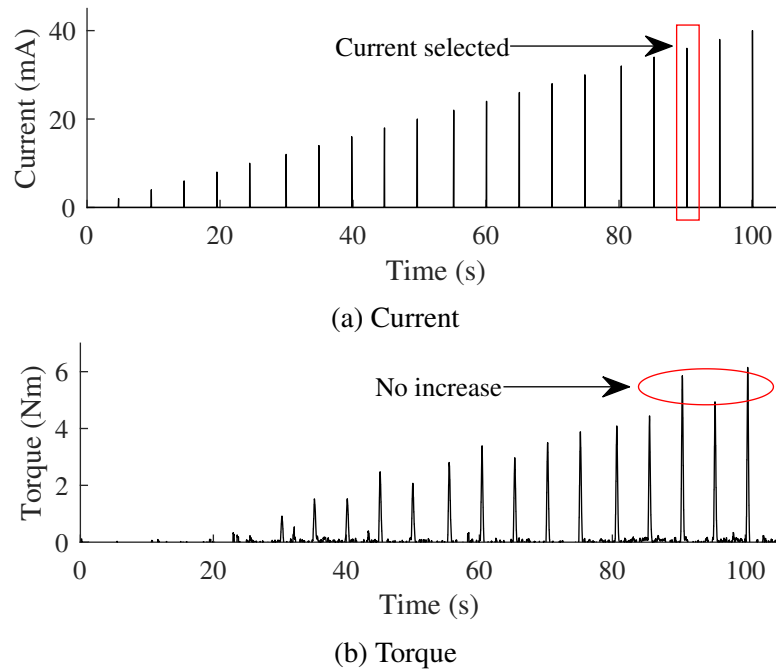 Current (mA)
40
20
0
Current selected
0 20 40 60 80 100
Time (s)
(a) Current
Torque (Nm)
6
4
2
0
No increase
0 20 40 60 80 100
Time (s)
(b) Torque